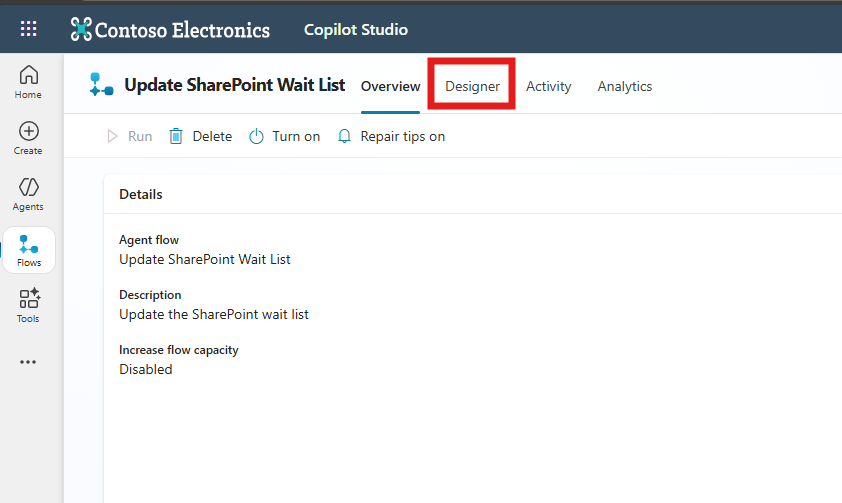 Contoso Electronics Copilot Studio
Home
Create
Agents
Flows
Tools
Update SharePoint Wait List Overview Designer Activity Analytics
Run Delete Turn on Repair tips on
Details
Agent flow
Update SharePoint Wait List
Description
Update the SharePoint wait list
Increase flow capacity
Disabled